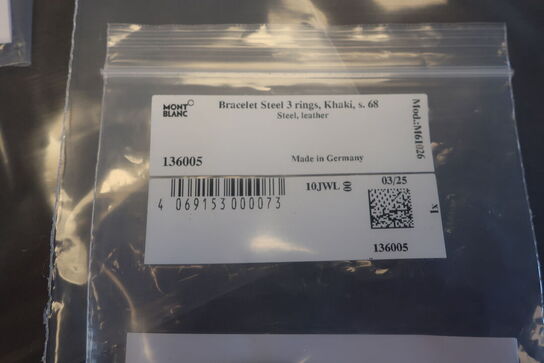 MONT
BLANC
Bracelet Steel 3 rings, Khaki, s. 68
Steel, leather
Mod.:M61026
136005
Made in Germany
4 069153 000073
10JWL 00
03/25
1x
136005